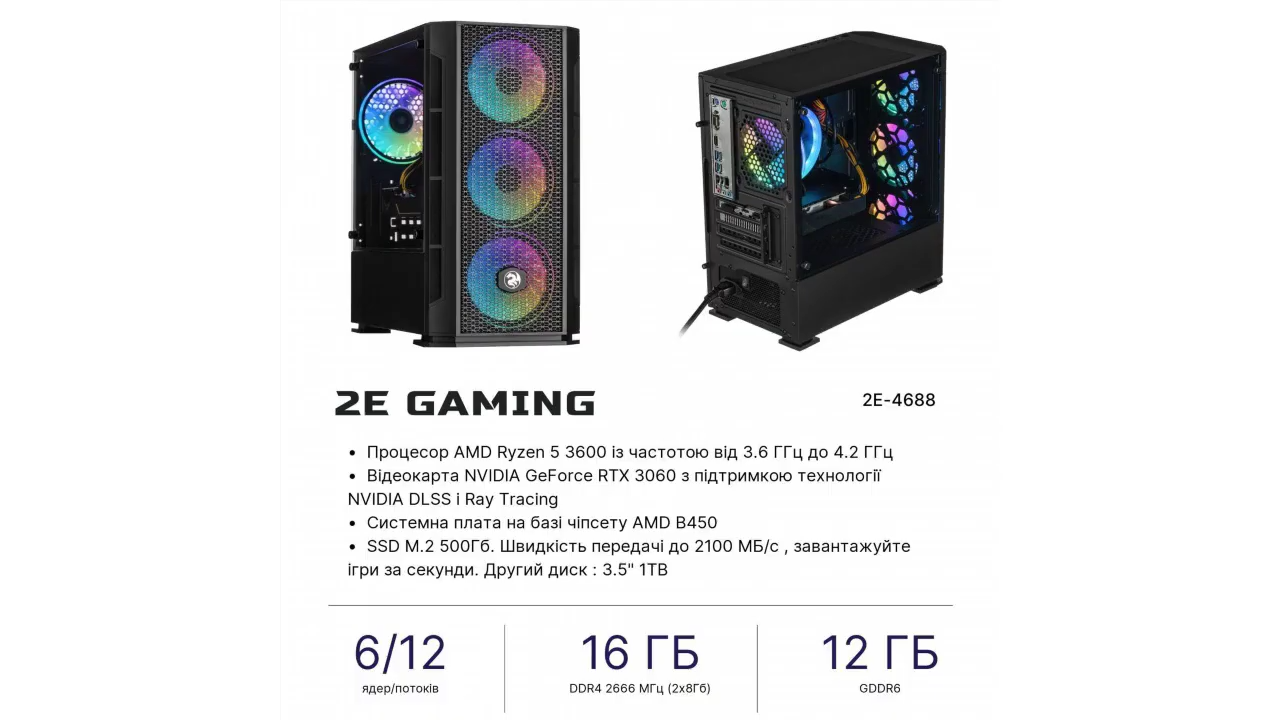 2E GAMING
2E-4688
• Процесор AMD Ryzen 5 3600 із частотою від 3.6 ГГц до 4.2 ГГц
• Відеокарта NVIDIA GeForce RTX 3060 з підтримкою технології
NVIDIA DLSS і Ray Tracing
• Системна плата на базі чіпсету AMD B450
• SSD M.2 500Гб. Швидкість передачі до 2100 МБ/с , завантажуйте
ігри за секунди. Другий диск : 3.5" 1TB
6/12
ядер/потоків
16 ГБ
DDR4 2666 МГц (2x8Гб)
12 ГБ
GDDR6